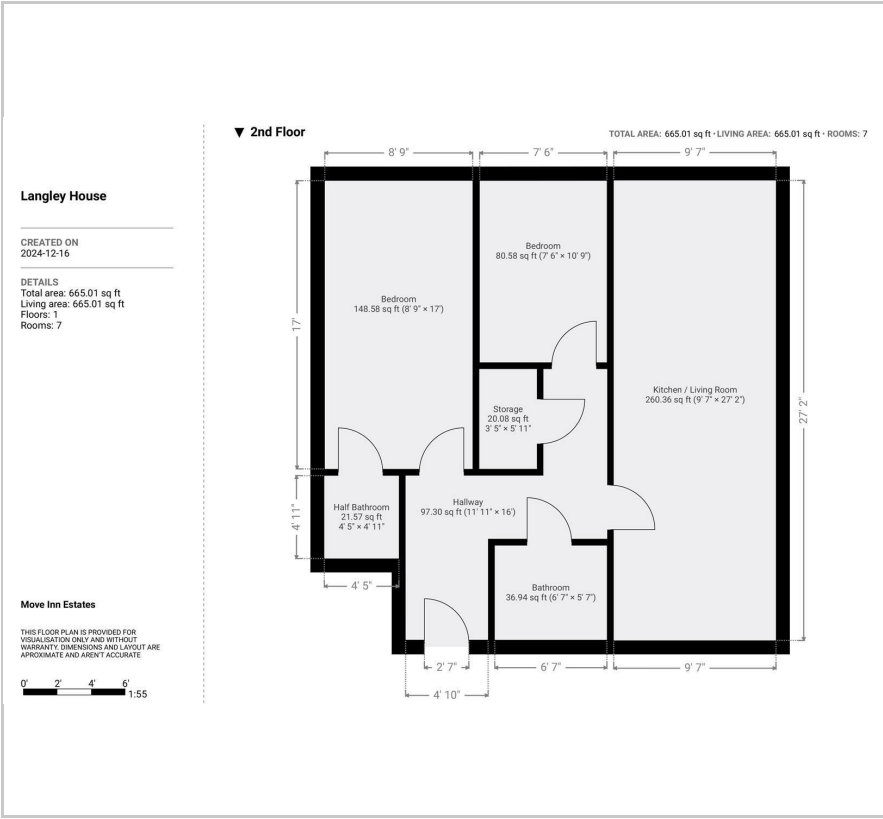 ▼ 2nd Floor
TOTAL AREA: 665.01 sq ft • LIVING AREA: 665.01 sq ft • ROOMS: 7
Langley House
CREATED ON
2024-12-16
DETAILS
Total area: 665.01 sq ft
Living area: 665.01 sq ft
Floors: 1
Rooms: 7
Move Inn Estates
THIS FLOOR PLAN IS PROVIDED FOR
VISUALISATION ONLY AND WITHOUT
WARRANTY. DIMENSIONS AND LAYOUT ARE
APROXIMATE AND AREN'T ACCURATE
0' 2' 4' 6'
1:55
8' 9"
7' 6"
9' 7"
17'
Bedroom
148.58 sq ft (8' 9" × 17')
Bedroom
80.58 sq ft (7' 6" × 10' 9")
Storage
20.08 sq ft
3' 5" × 5' 11"
Kitchen / Living Room
260.36 sq ft (9' 7" × 27' 2")
27' 2"
4' 11"
Half Bathroom
21.57 sq ft
4' 5" × 4' 11"
Hallway
97.30 sq ft (11' 11" × 16')
Bathroom
36.94 sq ft (6' 7" × 5' 7")
4' 5"
2' 7"
6' 7"
9' 7"
4' 10"